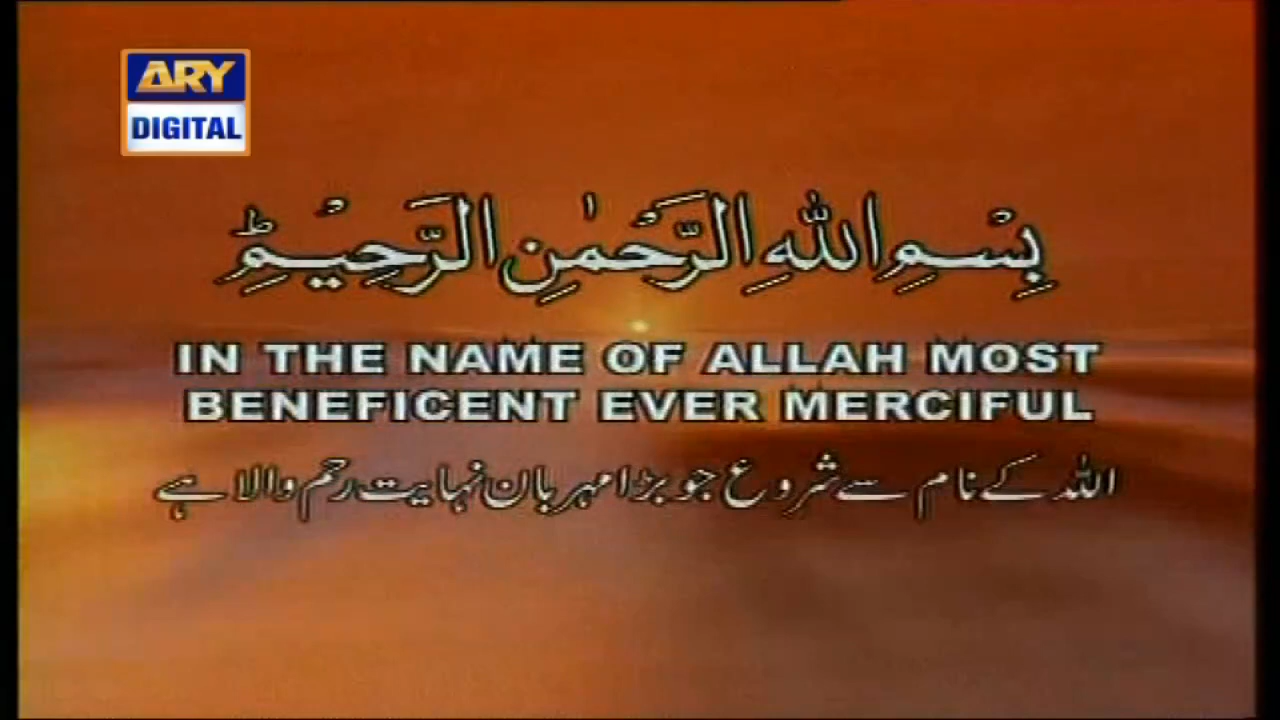 ARY
DIGITAL
بِسْمِ اللّٰهِ الرَّحْمٰنِ الرَّحِيْمِ ؕ
IN THE NAME OF ALLAH MOST
BENEFICENT EVER MERCIFUL
اللہ کے نام سے شروع جو بڑا مہربان نہایت رحم والا ہے